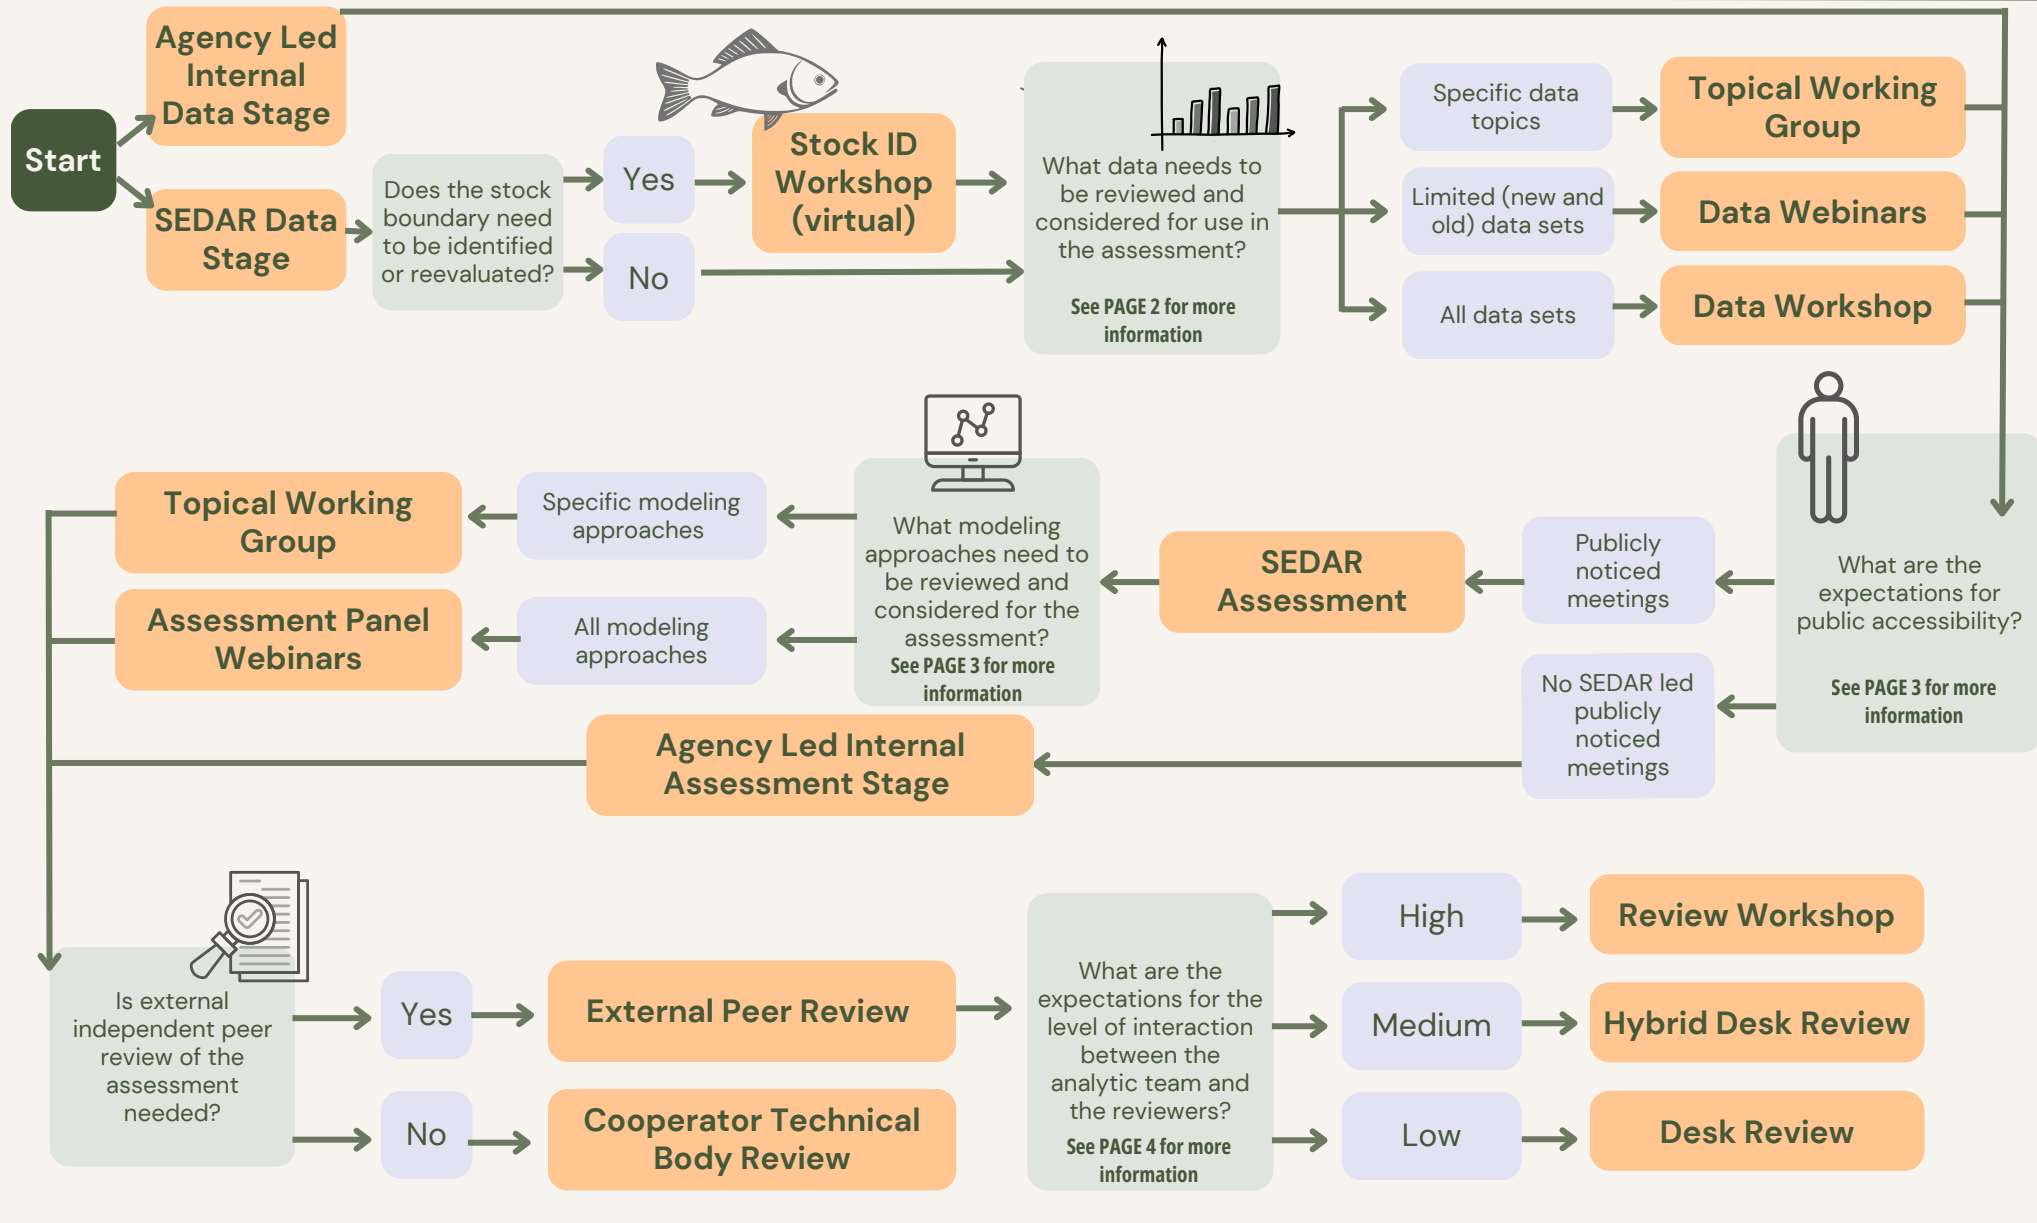 Agency Led
Internal
Data Stage
Start
SEDAR Data
Stage
Does the stock
boundary need
to be identified
or reevaluated?
Yes
No
Stock ID
Workshop
(virtual)
What data needs to
be reviewed and
considered for use in
the assessment?
See PAGE 2 for more
information
Specific data
topics
Topical Working
Group
Limited (new and
old) data sets
Data Webinars
All data sets
Data Workshop
What are the
expectations for
public accessibility?
See PAGE 3 for more
information
Publicly
noticed
meetings
No SEDAR led
publicly
noticed
meetings
SEDAR
Assessment
What modeling
approaches need to
be reviewed and
considered for the
assessment?
See PAGE 3 for more
information
Specific modeling
approaches
Topical Working
Group
All modeling
approaches
Assessment Panel
Webinars
Agency Led Internal
Assessment Stage
Is external
independent peer
review of the
assessment
needed?
Yes
External Peer Review
No
Cooperator Technical
Body Review
What are the
expectations for the
level of interaction
between the
analytic team and
the reviewers?
See PAGE 4 for more
information
High
Review Workshop
Medium
Hybrid Desk Review
Low
Desk Review